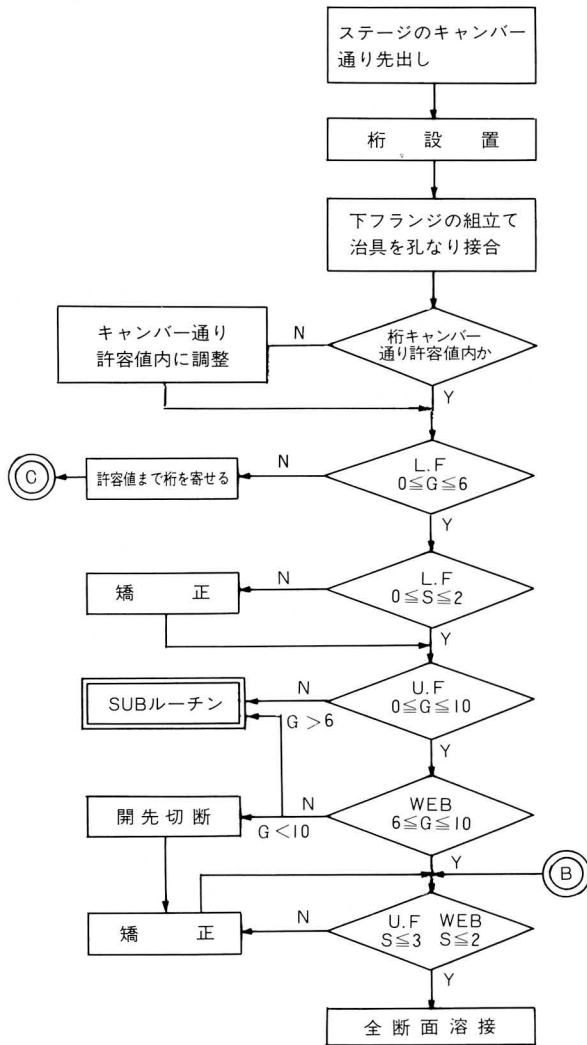 ステージのキャンバー
通り先出し
桁設置
下フランジの組立て
治具を孔なり接合
キャンバー通り
許容値内に調整
N
桁キャンバー
通り許容値内か
Y
C
許容値まで桁を寄せる
N
L.F
0≦G≦6
Y
矯正
N
L.F
0≦S≦2
Y
SUBルーチン
N
U.F
0≦G≦10
G>6
Y
開先切断
N
G<10
WEB
6≦G≦10
Y
B
矯正
N
U.F WEB
S≦3 S≦2
Y
全断面溶接